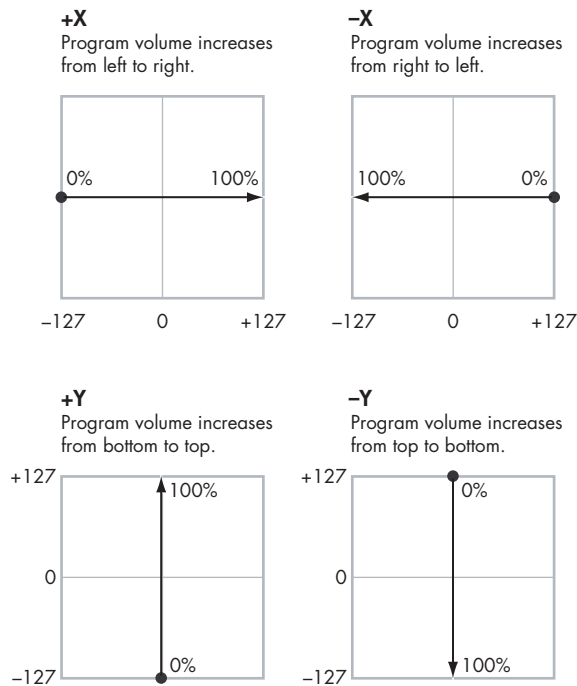 +X
Program volume increases
from left to right.
–X
Program volume increases
from right to left.
0%
100%
100%
0%
–127
0
+127
–127
0
+127
+Y
Program volume increases
from bottom to top.
–Y
Program volume increases
from top to bottom.
+127
100%
0
0%
–127
+127
0%
0
100%
–127